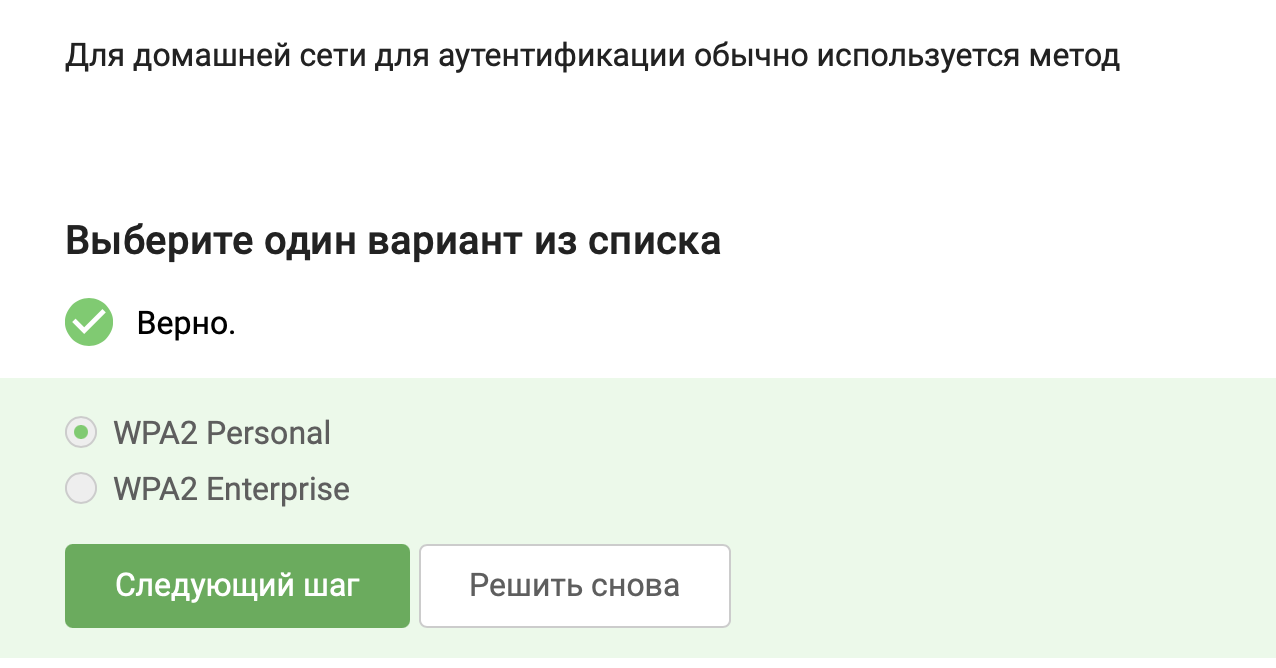 Для домашней сети для аутентификации обычно используется метод
Выберите один вариант из списка
Верно.
WPA2 Personal
WPA2 Enterprise
Следующий шаг
Решить снова